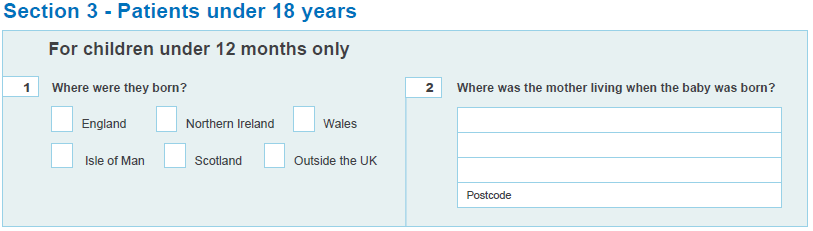 Section 3 - Patients under 18 years
For children under 12 months only
1 Where were they born?
England Northern Ireland Wales
Isle of Man Scotland Outside the UK
2 Where was the mother living when the baby was born?
Postcode